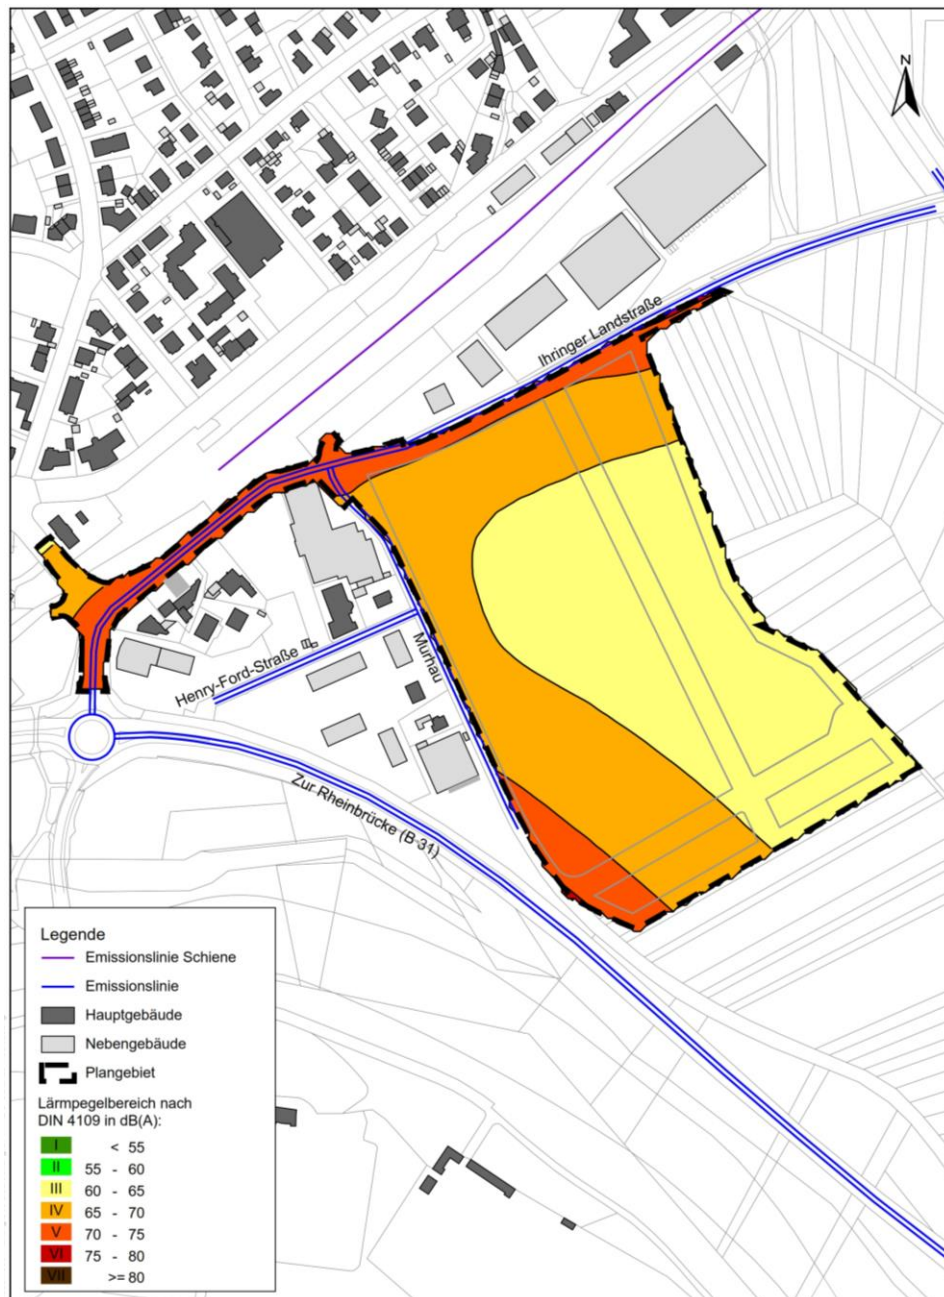 N
Ihringer Landstraße
Henry-Ford-Straße
Murhau
Zur Rheinbrücke (B-31)
Legende
Emissionslinie Schiene
Emissionslinie
Hauptgebäude
Nebengebäude
Plangebiet
Lärmpegelbereich nach
DIN 4109 in dB(A):
I < 55
II 55 - 60
III 60 - 65
IV 65 - 70
V 70 - 75
VI 75 - 80
VII >= 80